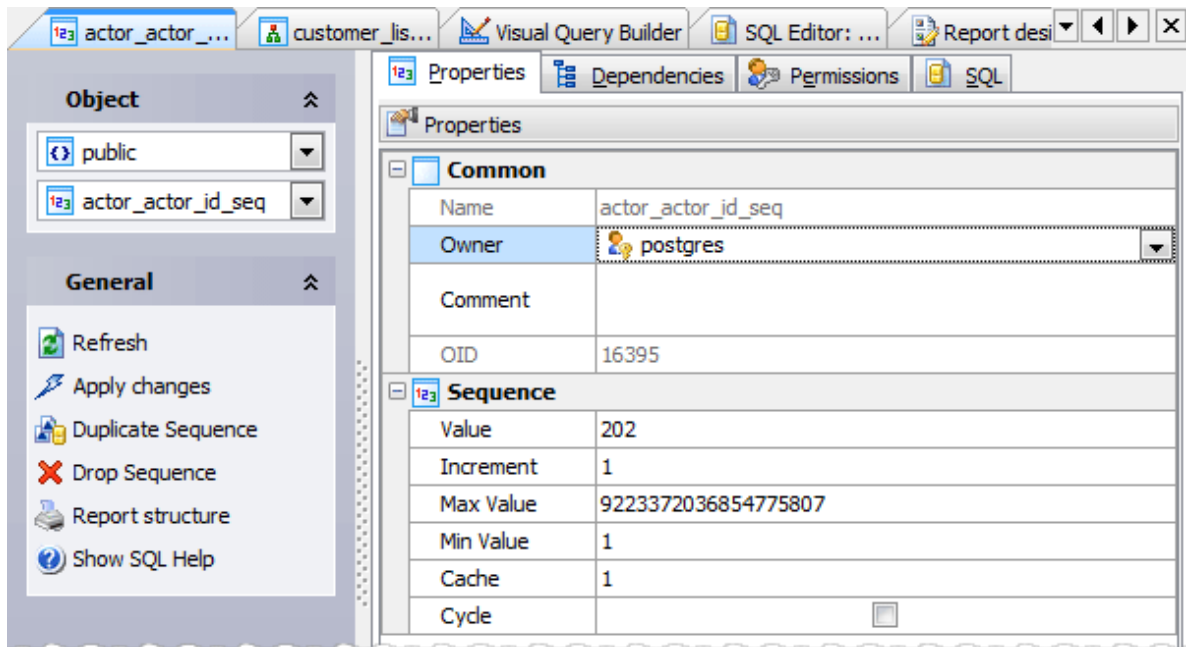 actor_actor_... customer_lis... Visual Query Builder SQL Editor: ... Report desi
Properties Dependencies Permissions SQL
Object
public
actor_actor_id_seq
General
Refresh
Apply changes
Duplicate Sequence
Drop Sequence
Report structure
Show SQL Help
Properties
Common
Name actor_actor_id_seq
Owner postgres
Comment
OID 16395
Sequence
Value 202
Increment 1
Max Value 9223372036854775807
Min Value 1
Cache 1
Cycle